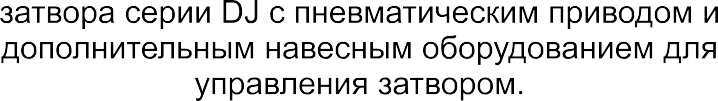 затвора серии DJ с пневматическим приводом и
дополнительным навесным оборудованием для
управления затвором.